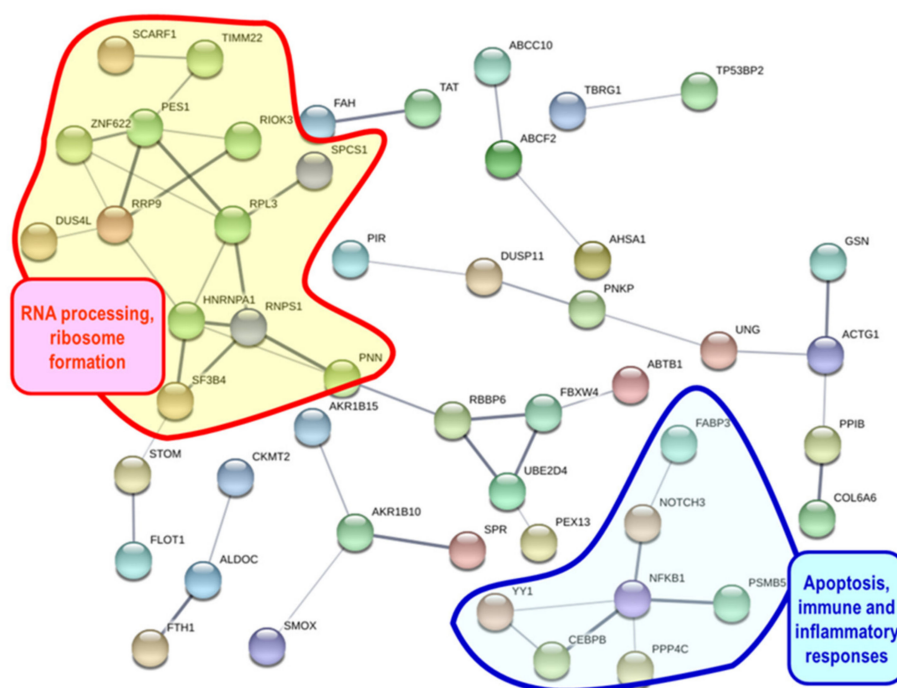 SCARF1
TIMM22
ABCC10
TP53BP2
TBRG1
TAT
FAH
PES1
RIOK3
ZNF622
ABCF2
SPCS1
RRP9
RPL3
DUS4L
PIR
DUSP11
AHSA1
GSN
PNKP
HNRNPA1
RNPS1
RNA processing,
ribosome
formation
UNG
ACTG1
PNN
SF3B4
ABTB1
FBXW4
RBBP6
AKR1B15
FABP3
PPIB
STOM
CKMT2
UBE2D4
NOTCH3
COL6A6
AKR1B10
SPR
PEX13
FLOT1
ALDOC
NFKB1
PSMB5
YY1
Apoptosis,
immune and
inflammatory
responses
FTH1
SMOX
CEBPB
PPP4C